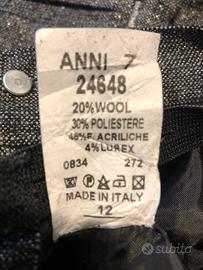 ANNI 7
24648
20%WOOL
30%POLIESTERE
46%F.ACRILICHE
4%LUREX
0834 272
MADE IN ITALY
12
subito